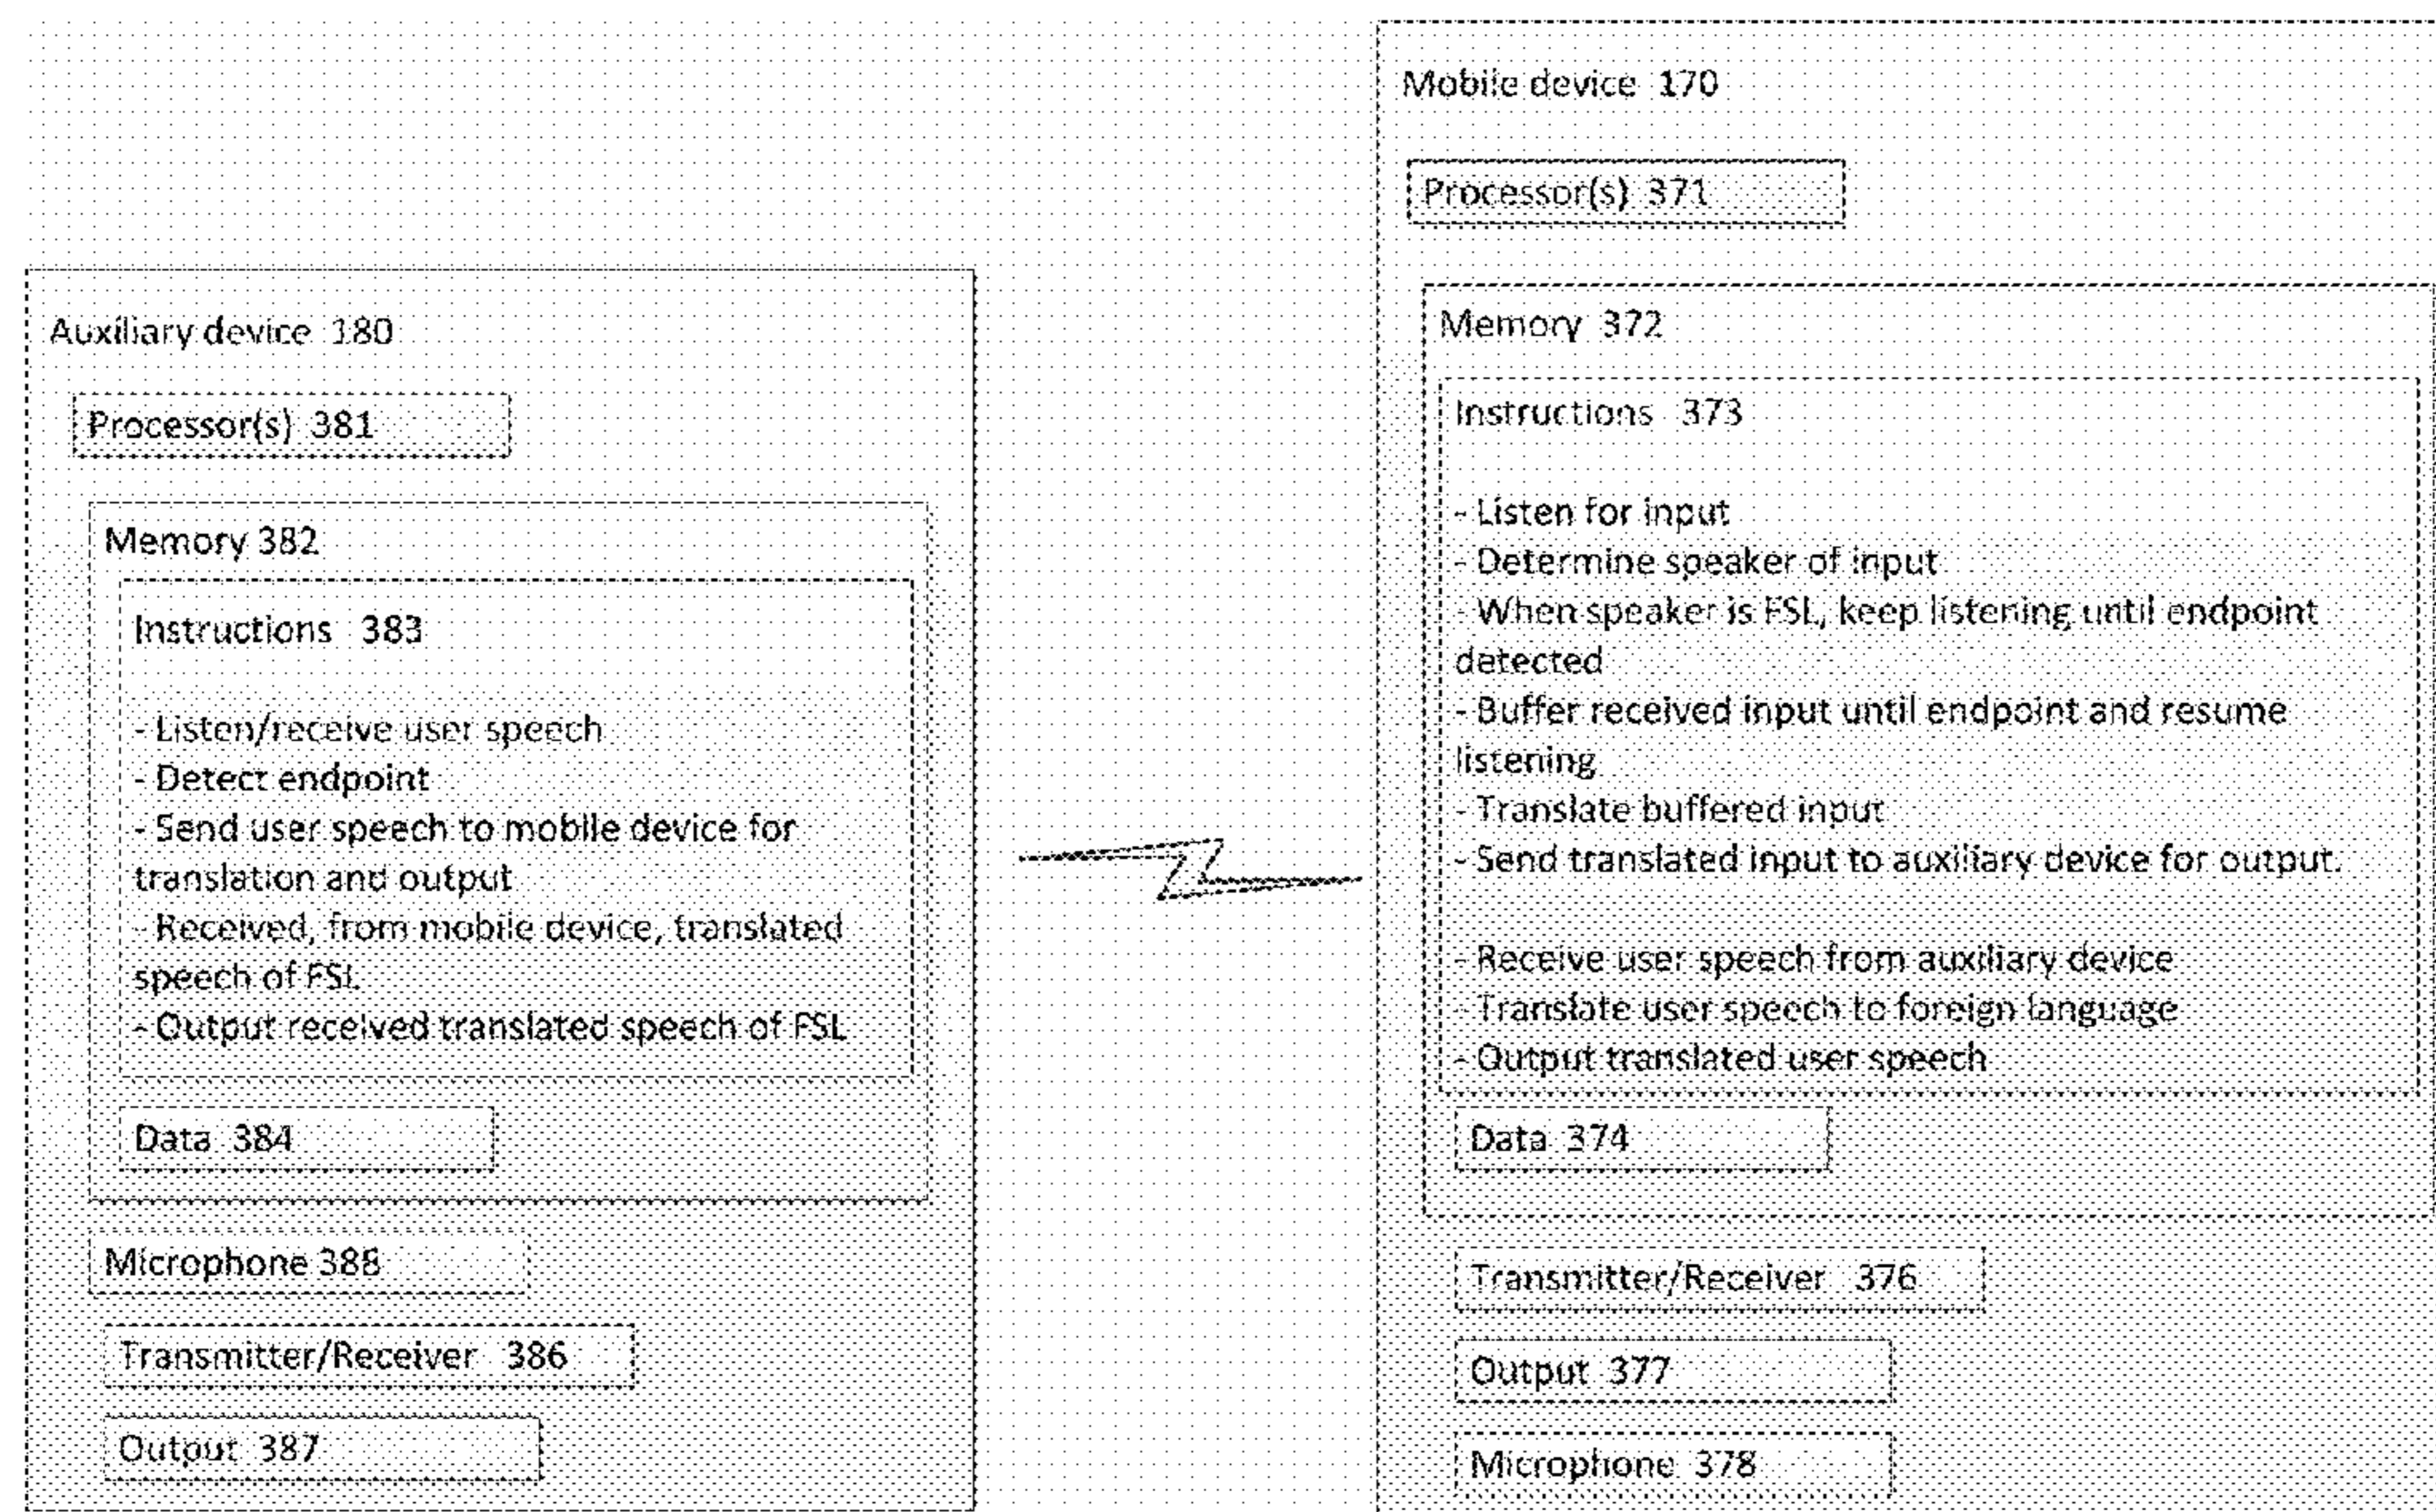 Auxiliary device 180
Processor(s) 381
Memory 382
Instructions 383
- Listen/receive user speech
- Detect endpoint
- Send user speech to mobile device for
translation and output
- Received, from mobile device, translated
speech of FSL
- Output received translated speech of FSL
Data 384
Microphone 388
Transmitter/Receiver 386
Output 387
Mobile device 170
Processor(s) 371
Memory 372
Instructions 373
- Listen for input
- Determine speaker of input
- When speaker is FSL, keep listening until endpoint
detected
- Buffer received input until endpoint and resume
listening
- Translate buffered input
- Send translated input to auxiliary device for output.
- Receive user speech from auxiliary device
- Translate user speech to foreign language
- Output translated user speech
Data 374
Transmitter/Receiver 376
Output 377
Microphone 378